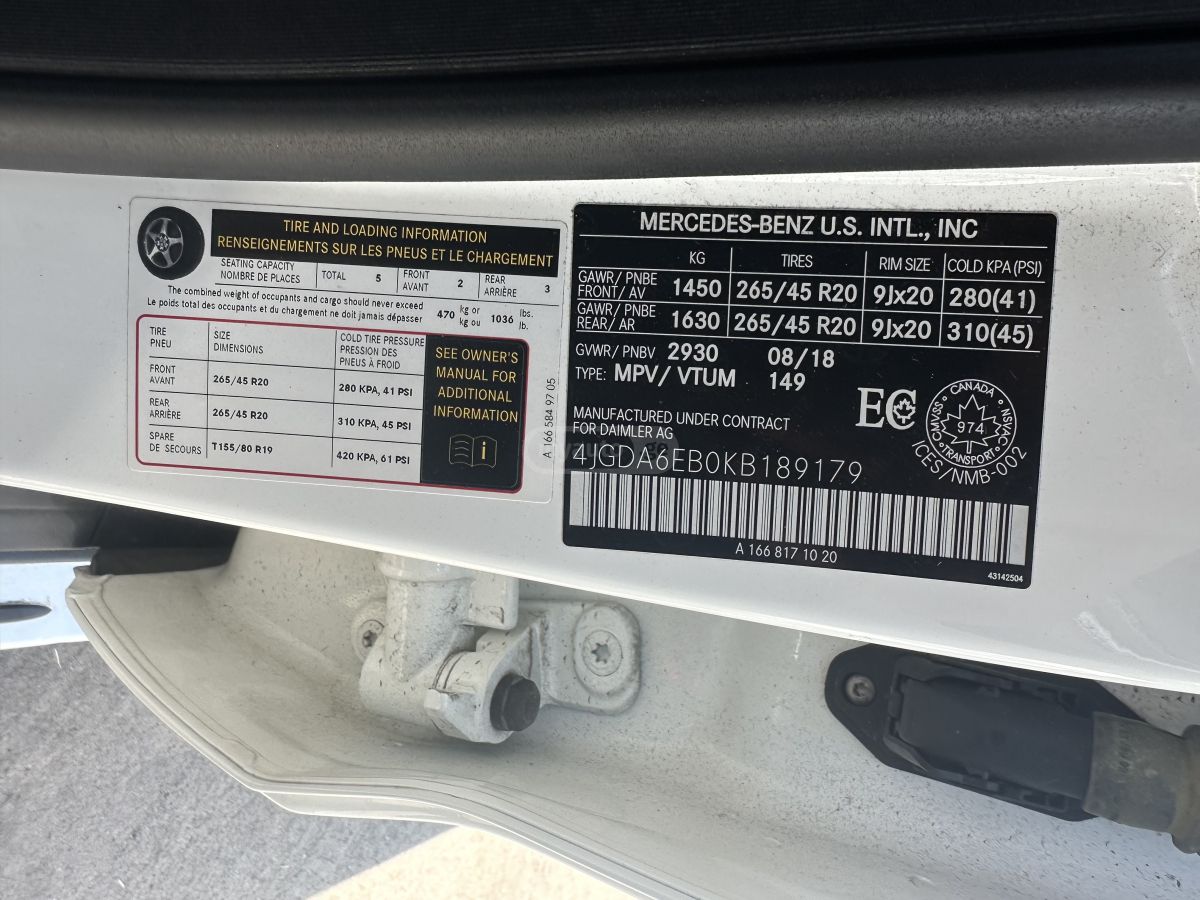 TIRE AND LOADING INFORMATION
RENSEIGNEMENTS SUR LES PNEUS ET LE CHARGEMENT
SEATING CAPACITY
NOMBRE DE PLACES
TOTAL 5
FRONT
AVANT
2
REAR
ARRIÈRE
3
The combined weight of occupants and cargo should never exceed
Le poids total des occupants et du chargement ne doit jamais dépasser
470 kg or
kg ou
1036 lbs.
lb.
TIRE
PNEU
SIZE
DIMENSIONS
COLD TIRE PRESSURE
PRESSION DES
PNEUS À FROID
FRONT
AVANT
265/45 R20
280 KPA, 41 PSI
REAR
ARRIÈRE
265/45 R20
310 KPA, 45 PSI
SPARE
DE SECOURS
T155/80 R19
420 KPA, 61 PSI
SEE OWNER'S
MANUAL FOR
ADDITIONAL
INFORMATION
i
A 166 584 97 05
MERCEDES-BENZ U.S. INTL., INC
KG TIRES RIM SIZE COLD KPA (PSI)
GAWR/ PNBE
FRONT/ AV
1450 265/45 R20 9Jx20 280(41)
GAWR/ PNBE
REAR/ AR
1630 265/45 R20 9Jx20 310(45)
GVWR/ PNBV 2930 08/18
TYPE: MPV/ VTUM 149
MANUFACTURED UNDER CONTRACT
FOR DAIMLER AG
EC
CANADA
CMVSS
974
NSVAC
TRANSPORT
ICES/NMB-002
4JGDA6EB0KB189179
A 166 817 10 20
43142504